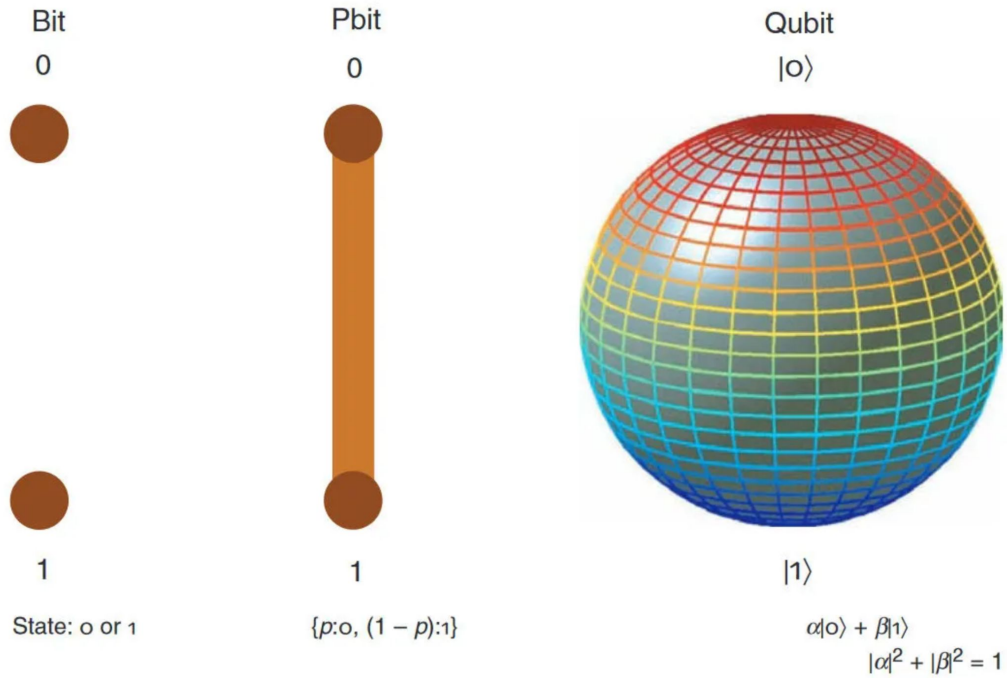 Bit
0
1
State: 0 or 1
Pbit
0
1
{p:0, (1 – p):1}
Qubit
|0⟩
|1⟩
α|0⟩ + β|1⟩
|α|² + |β|² = 1